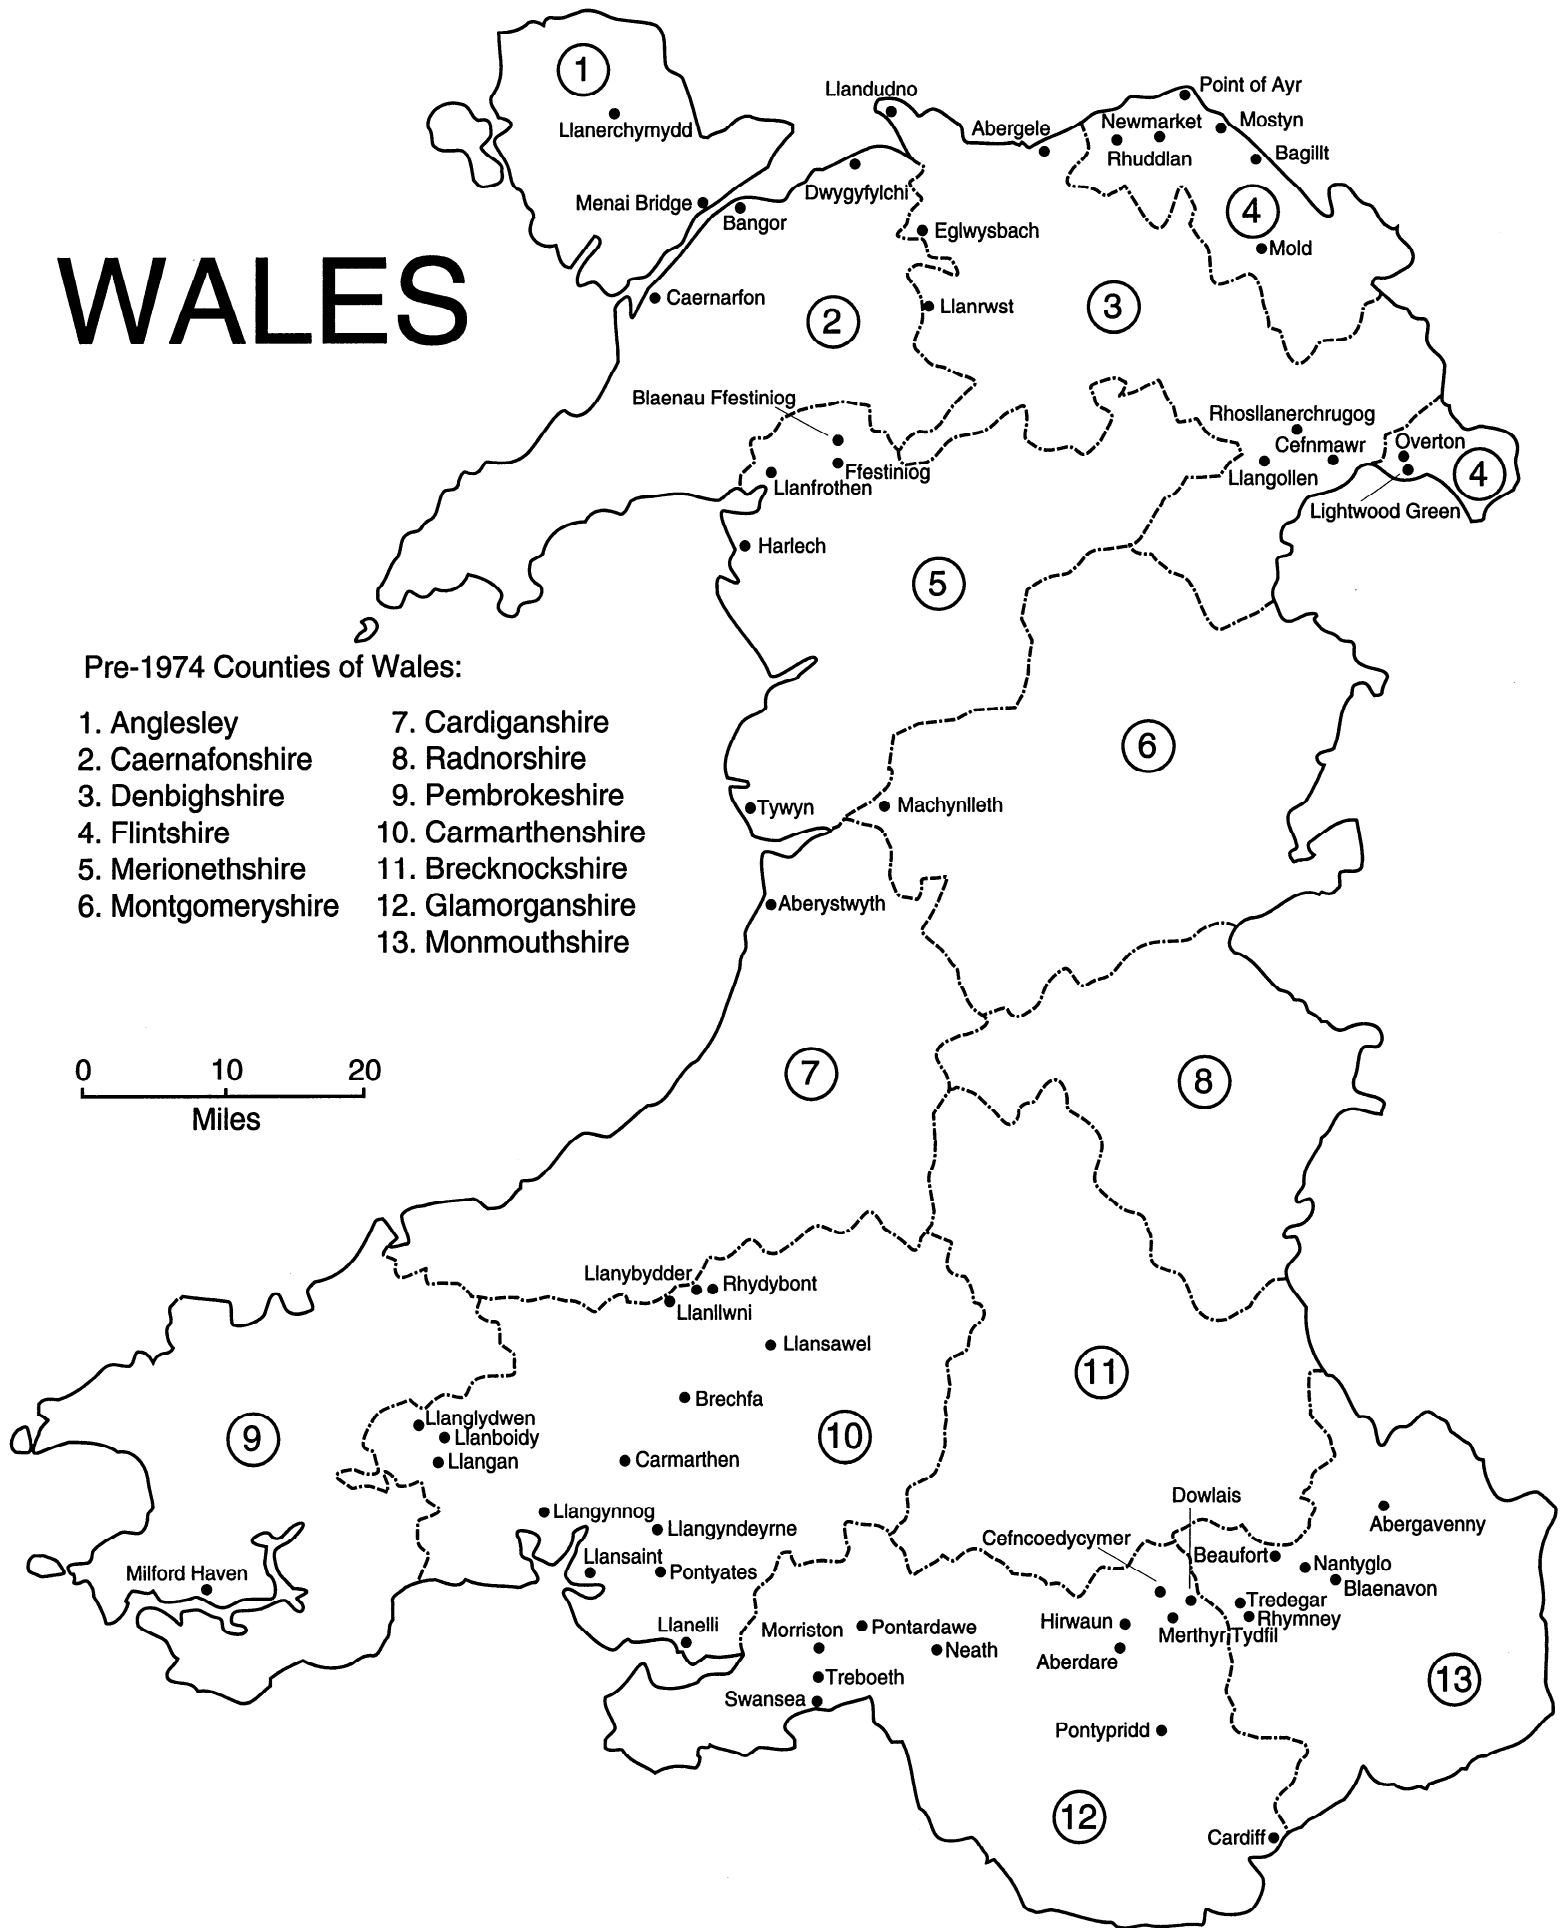 WALES
1
Llanerchymydd
Menai Bridge
Bangor
Caernarfon
Llandudno
Dwygyfylchi
Abergele
Point of Ayr
Newmarket
Mostyn
Rhuddlan
Bagillt
4
Mold
Eglwysbach
2
Llanrwst
3
Blaenau Ffestiniog
Ffestiniog
Llanfrothen
Harlech
Rhosllanerchrugog
Cefnmawr
Llangollen
Overton
4
Lightwood Green
5
Pre-1974 Counties of Wales:
1. Anglesley
2. Caernafonshire
3. Denbighshire
4. Flintshire
5. Merionethshire
6. Montgomeryshire
7. Cardiganshire
8. Radnorshire
9. Pembrokeshire
10. Carmarthenshire
11. Brecknockshire
12. Glamorganshire
13. Monmouthshire
6
Tywyn
Machynlleth
Aberystwyth
0 10 20
Miles
7
8
Llanybydder
Rhydybont
Llanllwni
Llansawel
Brechfa
9
Llanglydwen
Llanboidy
Llangan
Carmarthen
10
11
Llangynnog
Llangyndeyrne
Llansaint
Pontyates
Milford Haven
Llanelli
Dowlais
Cefncoedycymer
Beaufort
Abergavenny
Nantyglo
Blaenavon
Tredegar
Rhymney
Merthyr Tydfil
Hirwaun
Aberdare
Morriston
Pontardawe
Neath
Treboeth
Swansea
Pontypridd
13
12
Cardiff